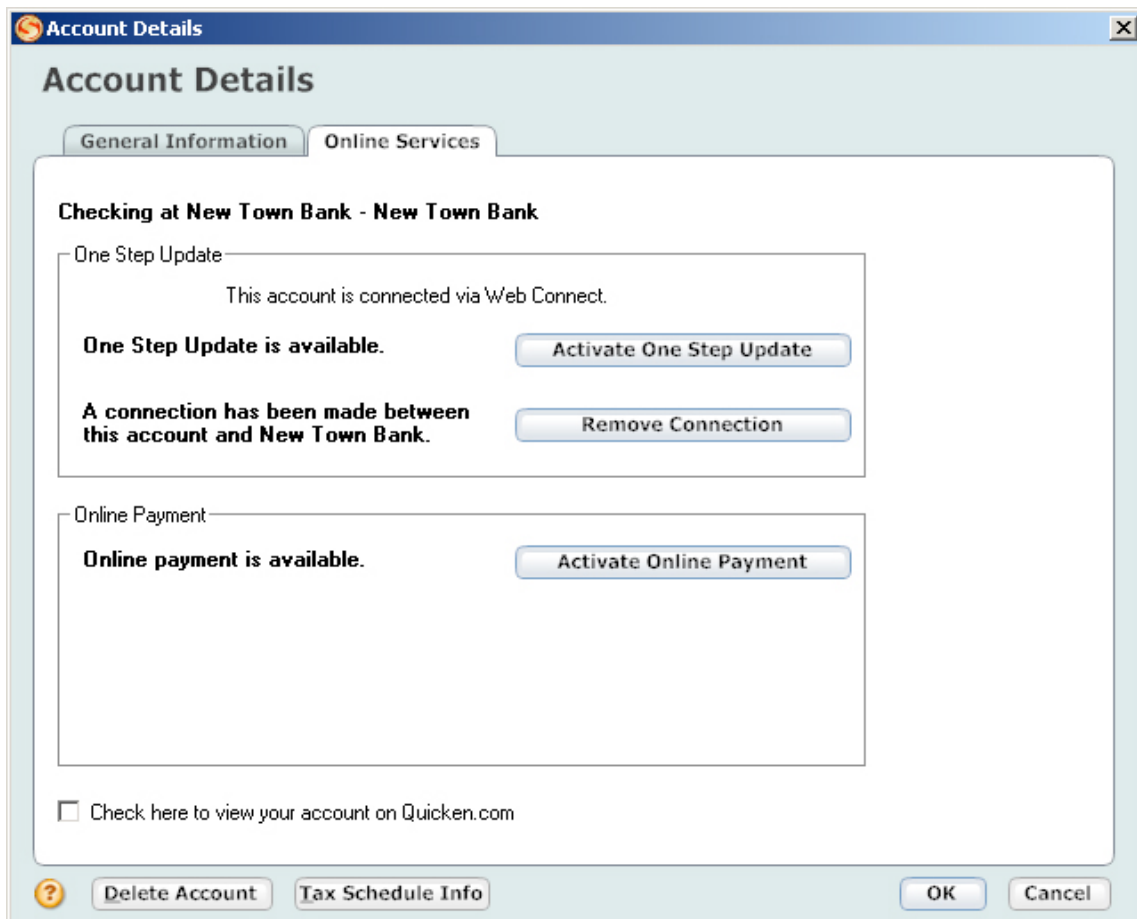 Account Details
Account Details
General Information
Online Services
Checking at New Town Bank - New Town Bank
One Step Update
This account is connected via Web Connect.
One Step Update is available.
Activate One Step Update
A connection has been made between
this account and New Town Bank.
Remove Connection
Online Payment
Online payment is available.
Activate Online Payment
Check here to view your account on Quicken.com
?
Delete Account
Tax Schedule Info
OK
Cancel